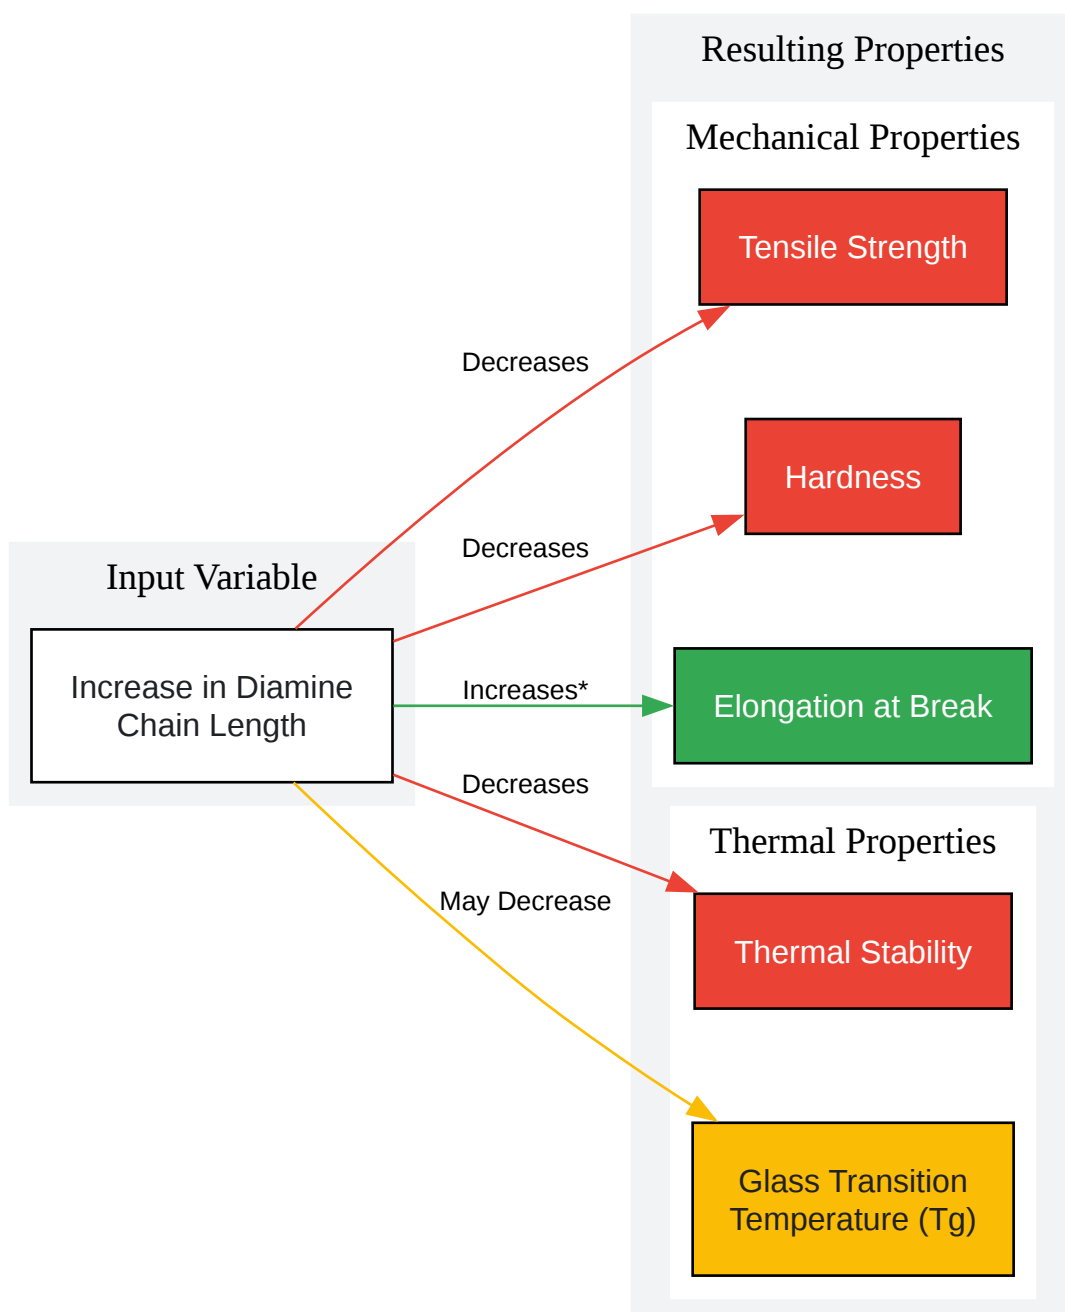 Resulting Properties
Mechanical Properties
Tensile Strength
Decreases
Hardness
Decreases
Input Variable
Increase in Diamine
Chain Length
Increases*
Elongation at Break
Decreases
Thermal Properties
May Decrease
Thermal Stability
Glass Transition
Temperature (Tg)